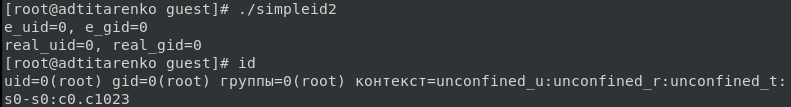 [root@adtitarenko guest]# ./simpleid2
e_uid=0, e_gid=0
real_uid=0, real_gid=0
[root@adtitarenko guest]# id
uid=0(root) gid=0(root) группы=0(root) контекст=unconfined_u:unconfined_r:unconfined_t:
s0-s0:c0.c1023